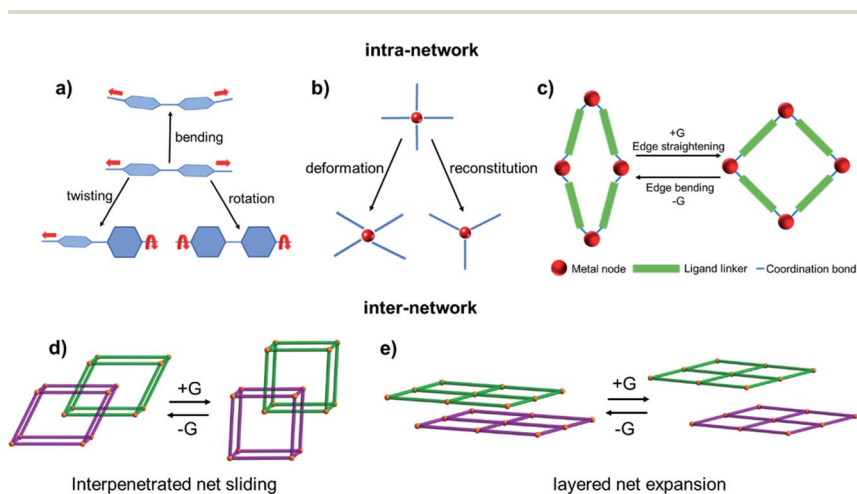 intra-network
a)
bending
twisting
rotation
b)
deformation
reconstitution
c)
+G
Edge straightening
Edge bending
-G
Metal node
Ligand linker
Coordination bond
inter-network
d)
+G
-G
Interpenetrated net sliding
e)
+G
-G
layered net expansion